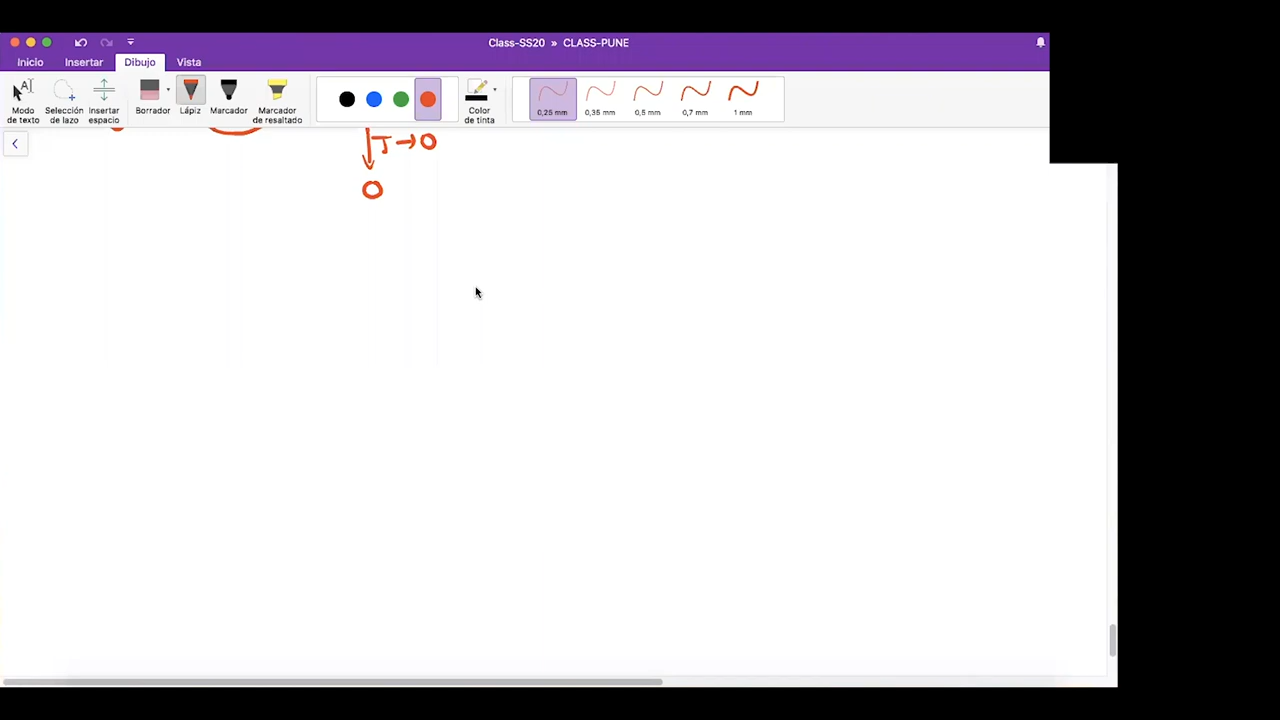 Class-SS20 » CLASS-PUNE
Inicio Insertar Dibujo Vista
Modo de texto
Selección de lazo
Insertar espacio
Borrador
Lápiz
Marcador
Marcador de resaltado
Color de tinta
0,25 mm
0,35 mm
0,5 mm
0,7 mm
1 mm
J → 0
0